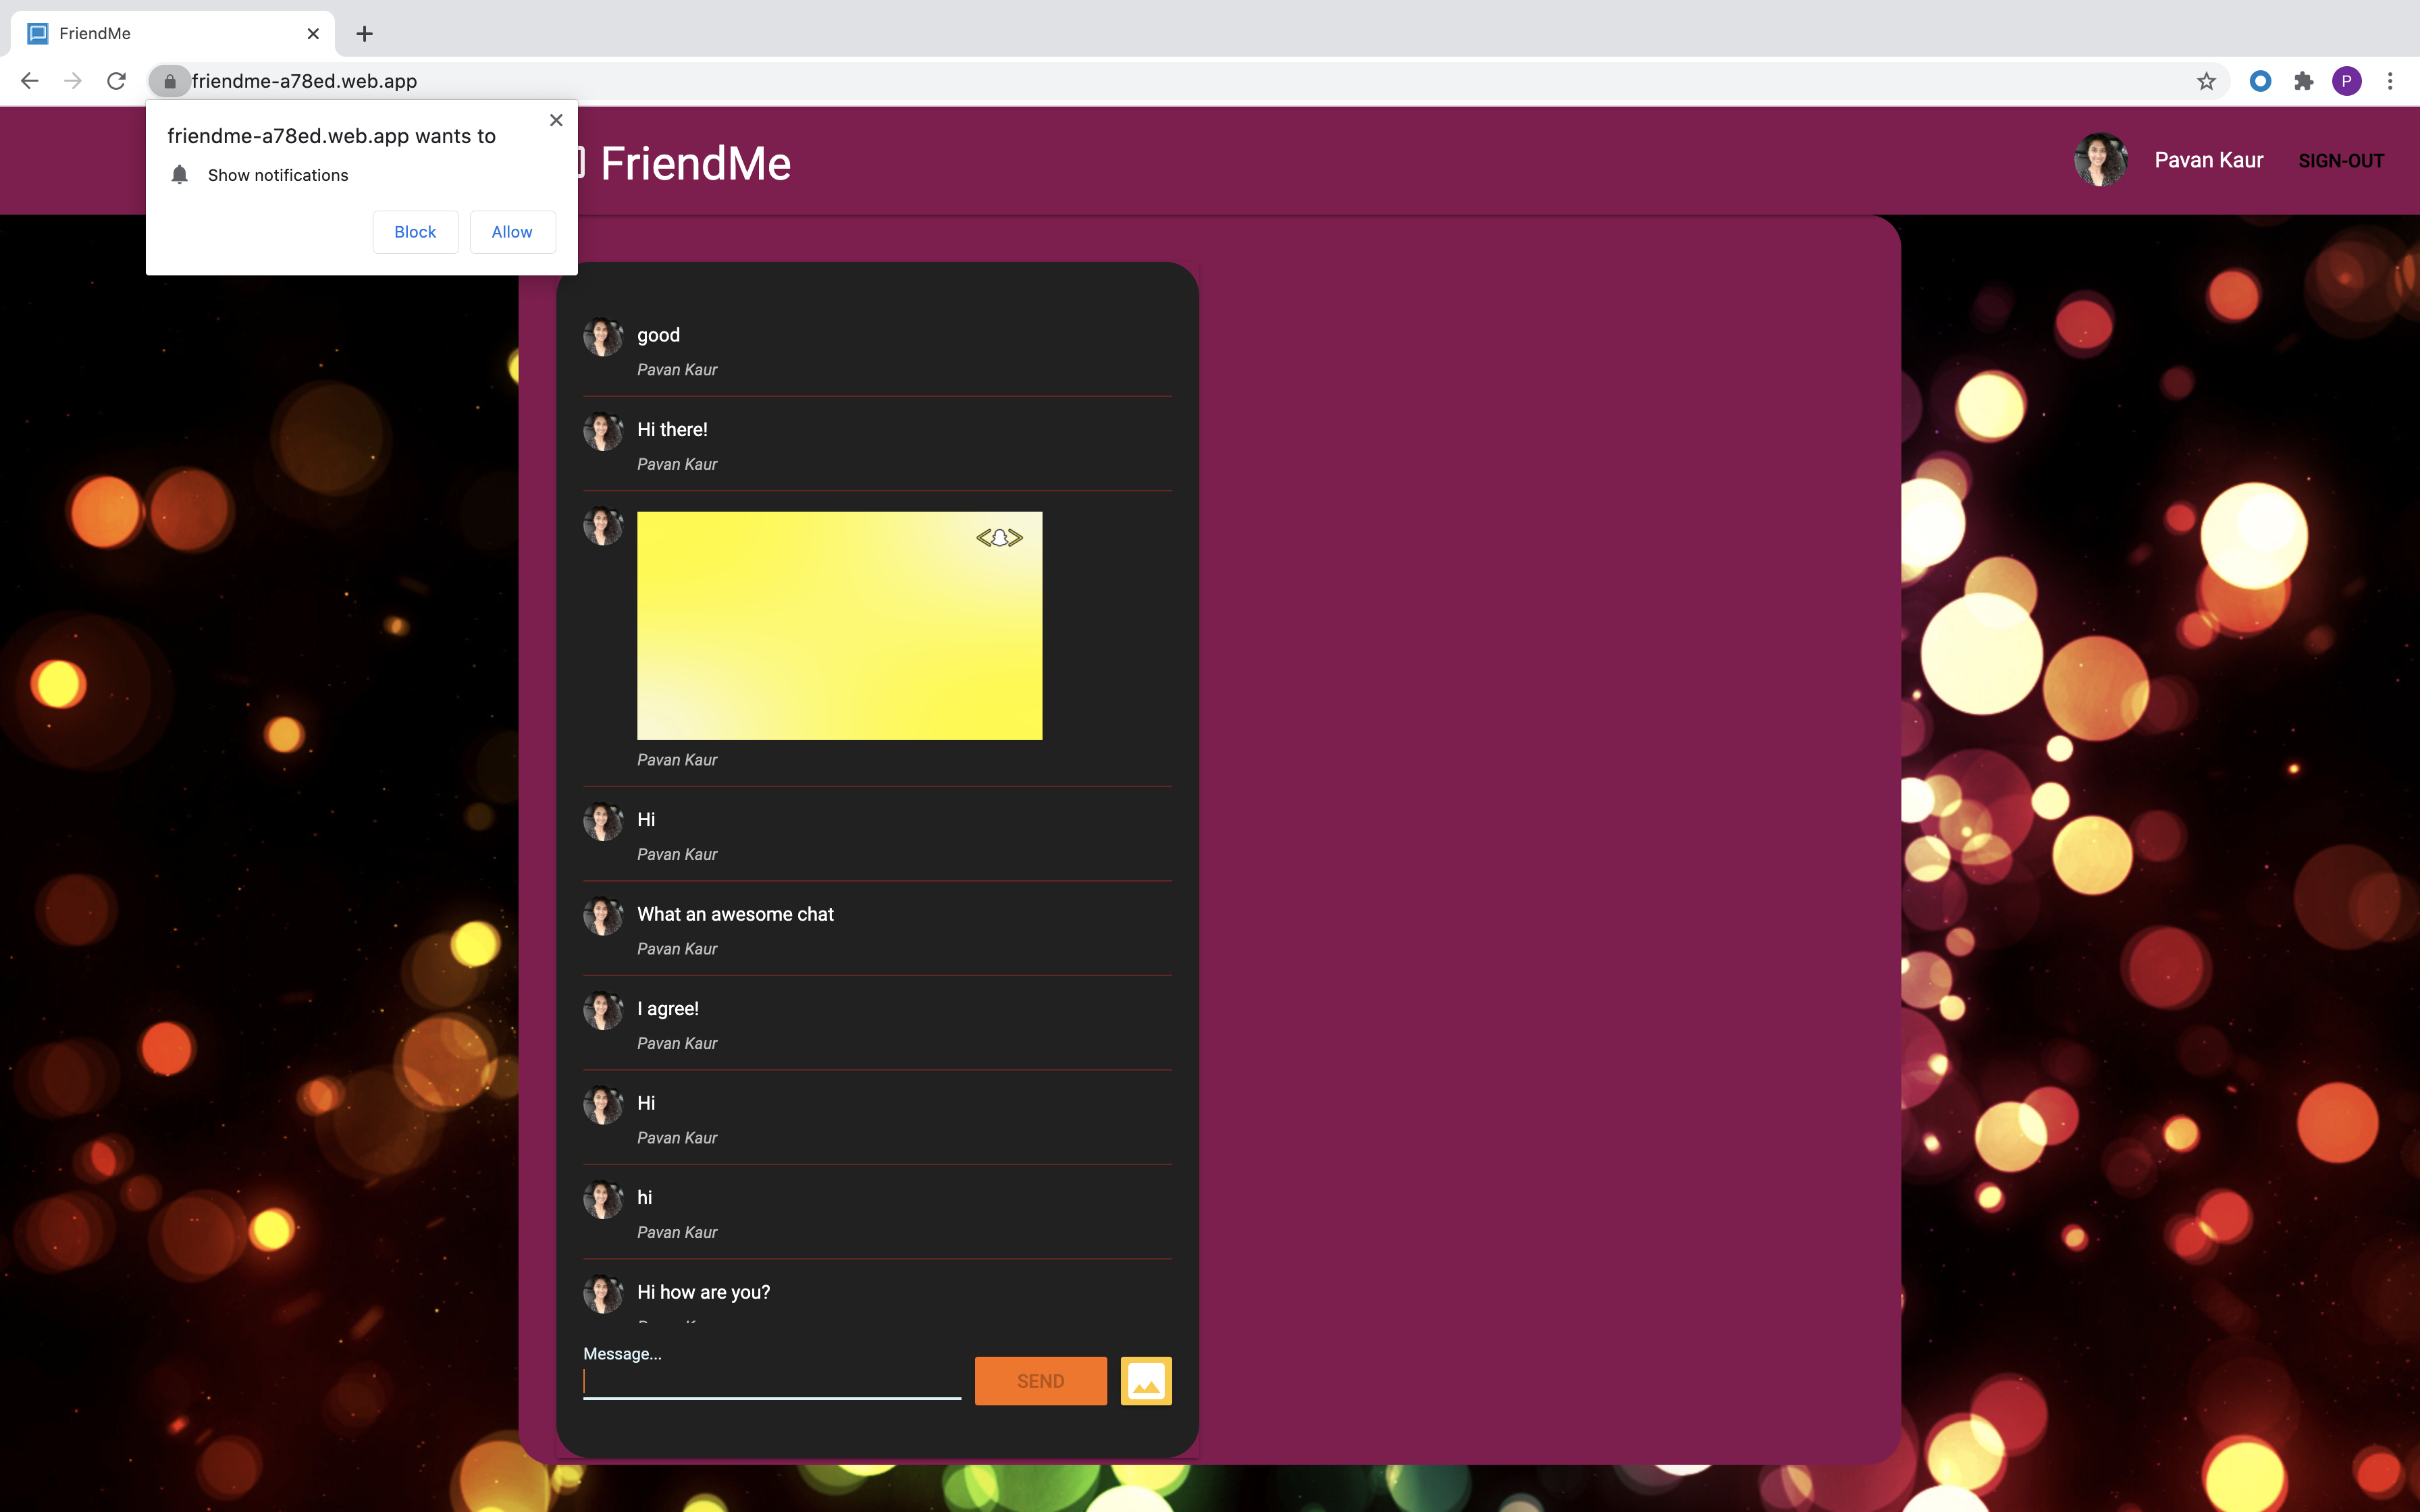 FriendMe
friendme-a78ed.web.app
P
friendme-a78ed.web.app wants to
Show notifications
Block
Allow
FriendMe
Pavan Kaur
SIGN-OUT
good
Pavan Kaur
Hi there!
Pavan Kaur
Pavan Kaur
Hi
Pavan Kaur
What an awesome chat
Pavan Kaur
I agree!
Pavan Kaur
Hi
Pavan Kaur
hi
Pavan Kaur
Hi how are you?
Message...
SEND